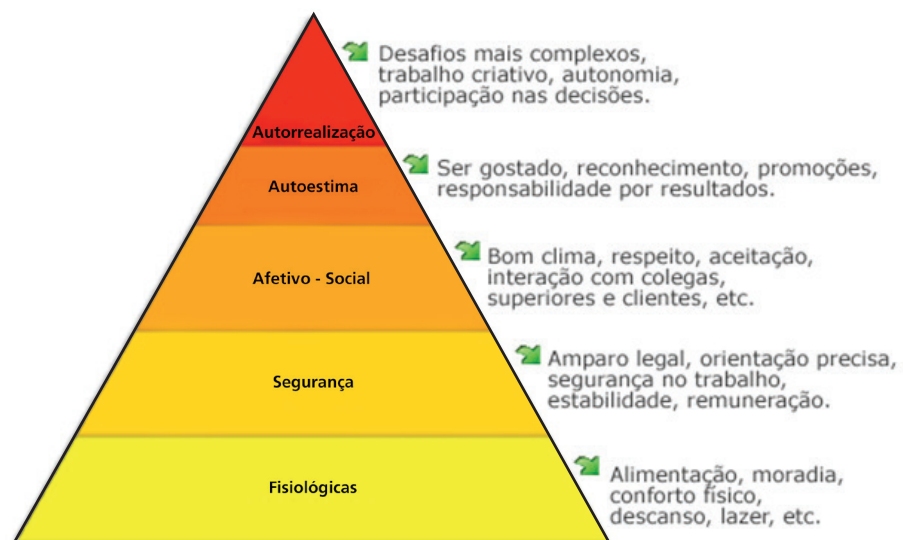 Desafios mais complexos,
trabalho criativo, autonomia,
participação nas decisões.
Autorrealização
Ser gostado, reconhecimento, promoções,
responsabilidade por resultados.
Autoestima
Bom clima, respeito, aceitação,
interação com colegas,
superiores e clientes, etc.
Afetivo - Social
Amparo legal, orientação precisa,
segurança no trabalho,
estabilidade, remuneração.
Segurança
Alimentação, moradia,
conforto físico,
descanso, lazer, etc.
Fisiológicas